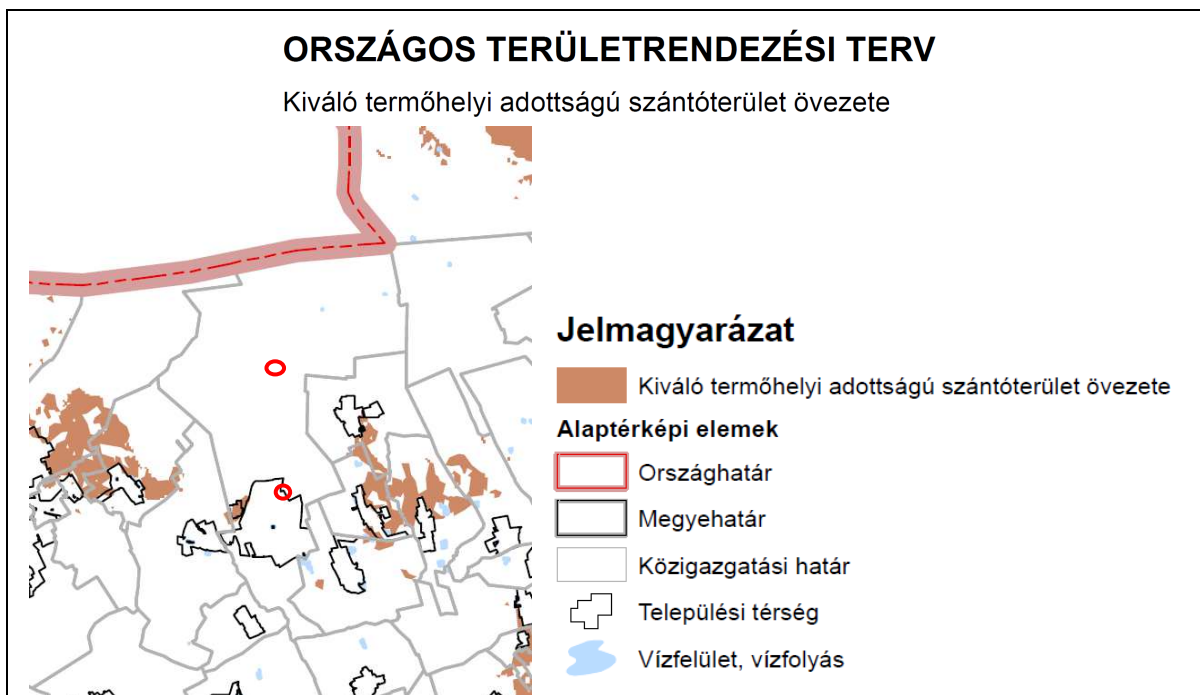 ORSZÁGOS TERÜLETRENDEZÉSI TERV
Kiváló termőhelyi adottságú szántóterület övezete
Jelmagyarázat
Kiváló termőhelyi adottságú szántóterület övezete
Alaptérképi elemek
Országhatár
Megyehatár
Közigazgatási határ
Települési térség
Vízfelület, vízfolyás